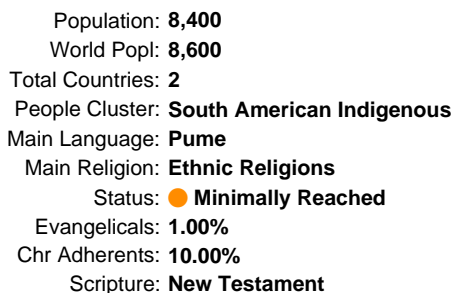 Population: 8,400
World Popl: 8,600
Total Countries: 2
People Cluster: South American Indigenous
Main Language: Pume
Main Religion: Ethnic Religions
Status: Minimally Reached
Evangelicals: 1.00%
Chr Adherents: 10.00%
Scripture: New Testament